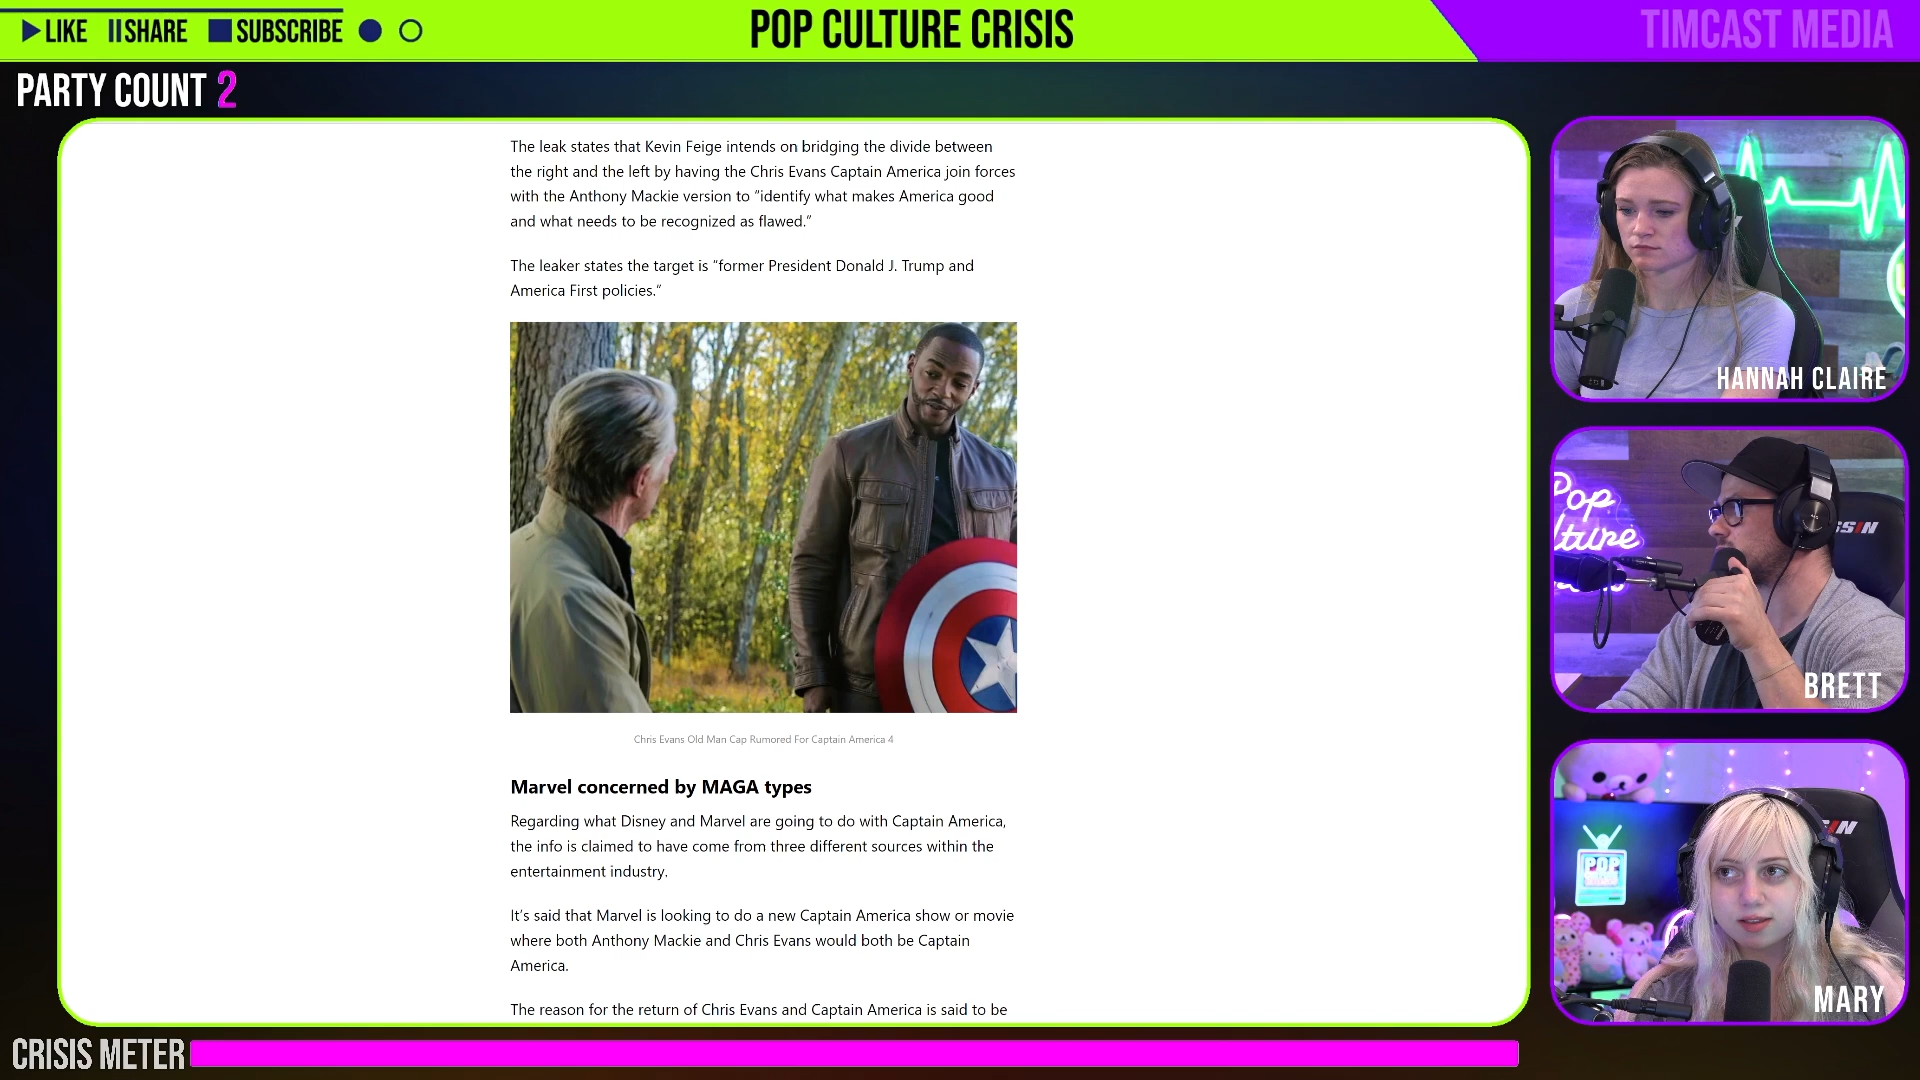 LIKE SHARE SUBSCRIBE
POP CULTURE CRISIS
TIMCAST MEDIA
PARTY COUNT 2
The leak states that Kevin Feige intends on bridging the divide between
the right and the left by having the Chris Evans Captain America join forces
with the Anthony Mackie version to “identify what makes America good
and what needs to be recognized as flawed.”
The leaker states the target is “former President Donald J. Trump and
America First policies.”
Chris Evans Old Man Cap Rumored For Captain America 4
Marvel concerned by MAGA types
Regarding what Disney and Marvel are going to do with Captain America,
the info is claimed to have come from three different sources within the
entertainment industry.
It’s said that Marvel is looking to do a new Captain America show or movie
where both Anthony Mackie and Chris Evans would both be Captain
America.
The reason for the return of Chris Evans and Captain America is said to be
HANNAH CLAIRE
Pop
lture
SSIN
BRETT
IN
POP
MARY
CRISIS METER